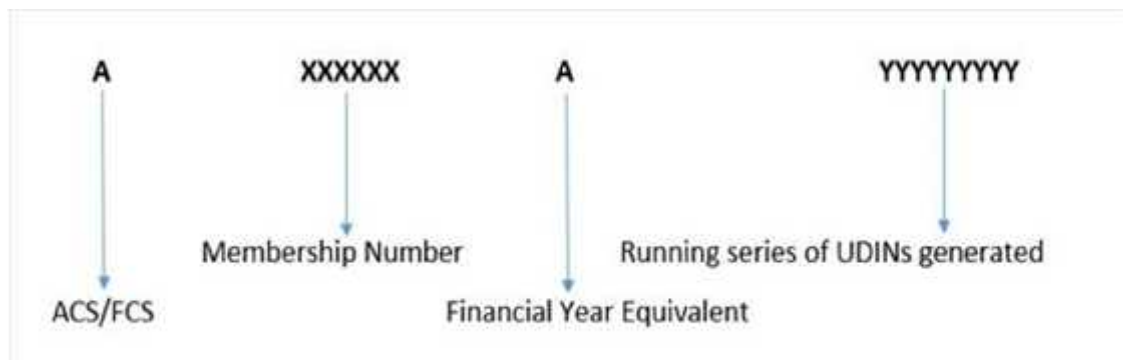 A XXXXXX A YYYYYYYYY
Membership Number Running series of UDINs generated
ACS/FCS Financial Year Equivalent